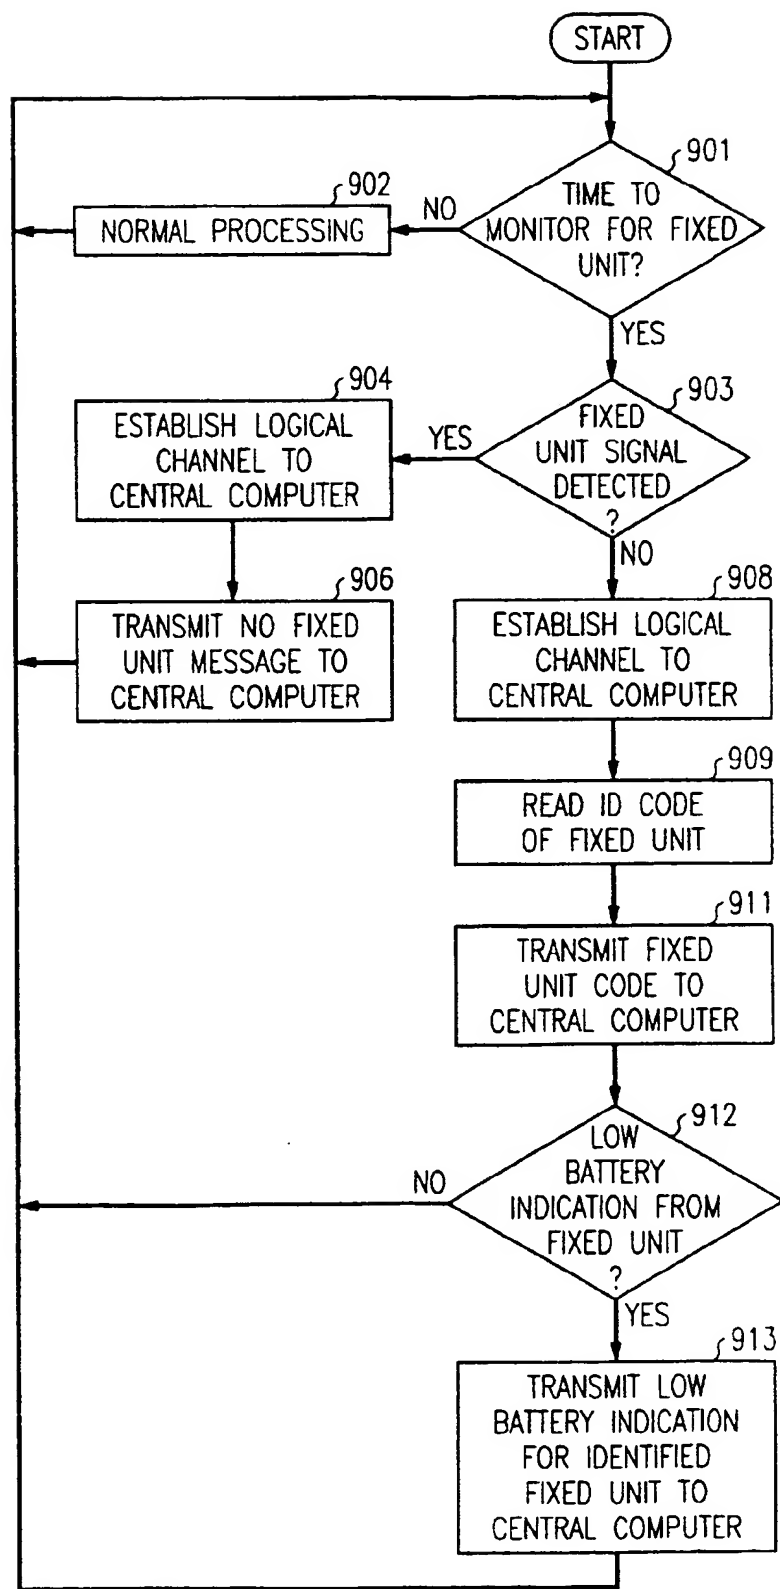 START
901
TIME TO
MONITOR FOR FIXED
UNIT?
NO
902
NORMAL PROCESSING
YES
903
FIXED
UNIT SIGNAL
DETECTED
?
YES
904
ESTABLISH LOGICAL
CHANNEL TO
CENTRAL COMPUTER
906
TRANSMIT NO FIXED
UNIT MESSAGE TO
CENTRAL COMPUTER
NO
908
ESTABLISH LOGICAL
CHANNEL TO
CENTRAL COMPUTER
909
READ ID CODE
OF FIXED UNIT
911
TRANSMIT FIXED
UNIT CODE TO
CENTRAL COMPUTER
912
LOW
BATTERY
INDICATION FROM
FIXED UNIT
?
NO
YES
913
TRANSMIT LOW
BATTERY INDICATION
FOR IDENTIFIED
FIXED UNIT TO
CENTRAL COMPUTER